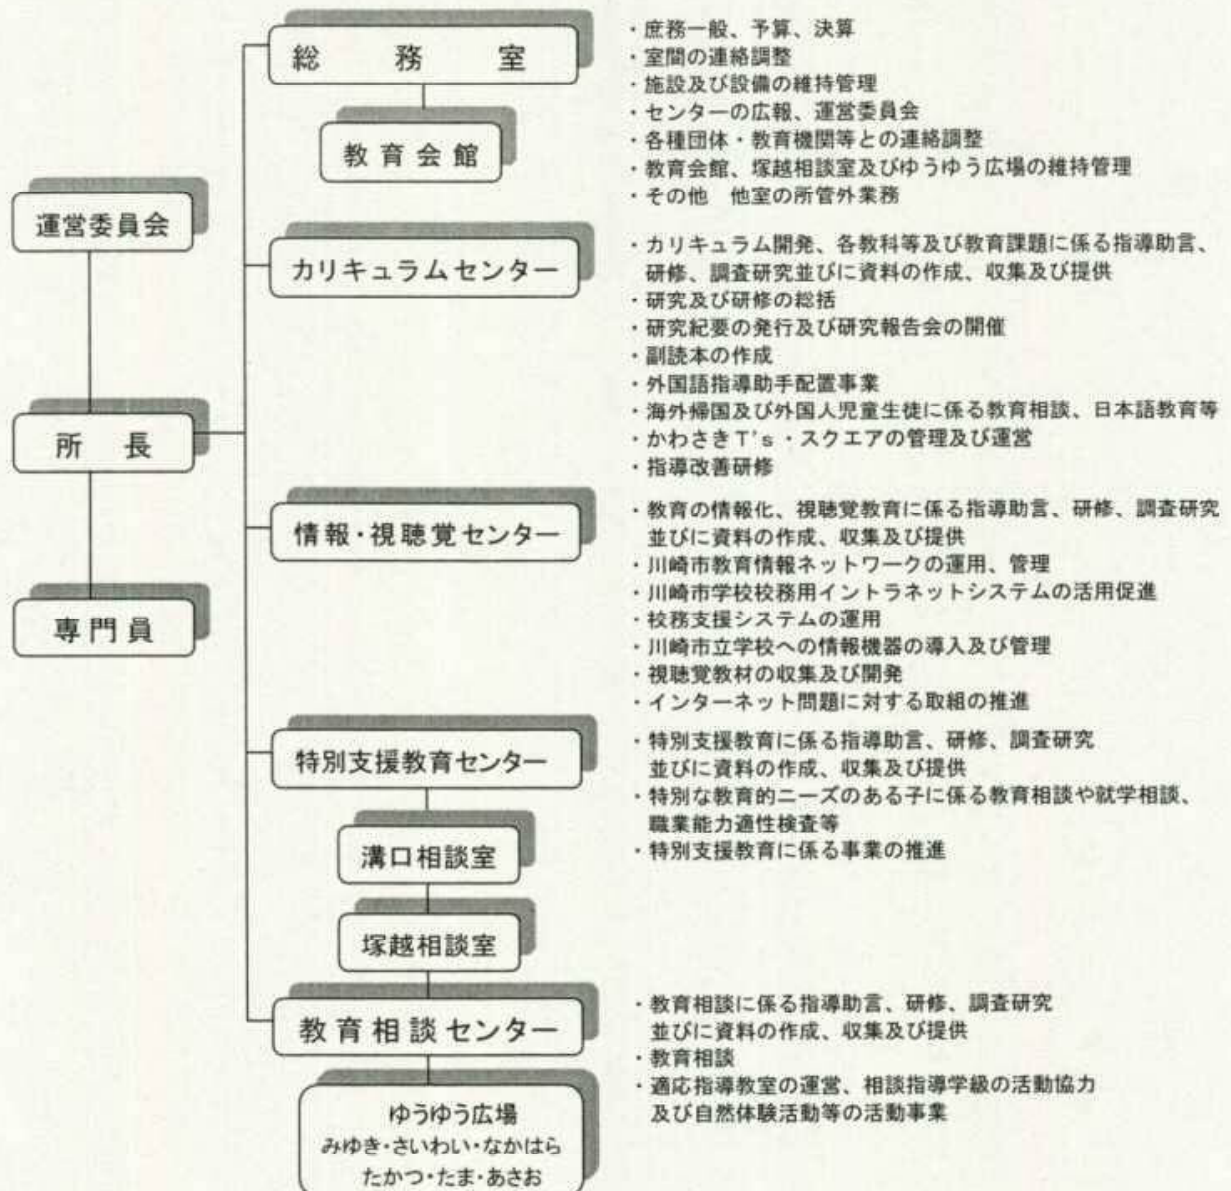 総務室
・庶務一般、予算、決算
・室間の連絡調整
・施設及び設備の維持管理
・センターの広報、運営委員会
・各種団体・教育機関等との連絡調整
・教育会館、塚越相談室及びゆうゆう広場の維持管理
・その他　他室の所管外業務
教育会館
運営委員会
所長
専門員
カリキュラムセンター
・カリキュラム開発、各教科等及び教育課題に係る指導助言、
研修、調査研究並びに資料の作成、収集及び提供
・研究及び研修の総括
・研究紀要の発行及び研究報告会の開催
・副読本の作成
・外国語指導助手配置事業
・海外帰国及び外国人児童生徒に係る教育相談、日本語教育等
・かわさきT's・スクエアの管理及び運営
・指導改善研修
情報・視聴覚センター
・教育の情報化、視聴覚教育に係る指導助言、研修、調査研究
並びに資料の作成、収集及び提供
・川崎市教育情報ネットワークの運用、管理
・川崎市学校校務用イントラネットシステムの活用促進
・校務支援システムの運用
・川崎市立学校への情報機器の導入及び管理
・視聴覚教材の収集及び開発
・インターネット問題に対する取組の推進
特別支援教育センター
・特別支援教育に係る指導助言、研修、調査研究
並びに資料の作成、収集及び提供
・特別な教育的ニーズのある子に係る教育相談や就学相談、
職業能力適性検査等
・特別支援教育に係る事業の推進
溝口相談室
塚越相談室
教育相談センター
・教育相談に係る指導助言、研修、調査研究
並びに資料の作成、収集及び提供
・教育相談
・適応指導教室の運営、相談指導学級の活動協力
及び自然体験活動等の活動事業
ゆうゆう広場
みゆき・さいわい・なかはら
たかつ・たま・あさお